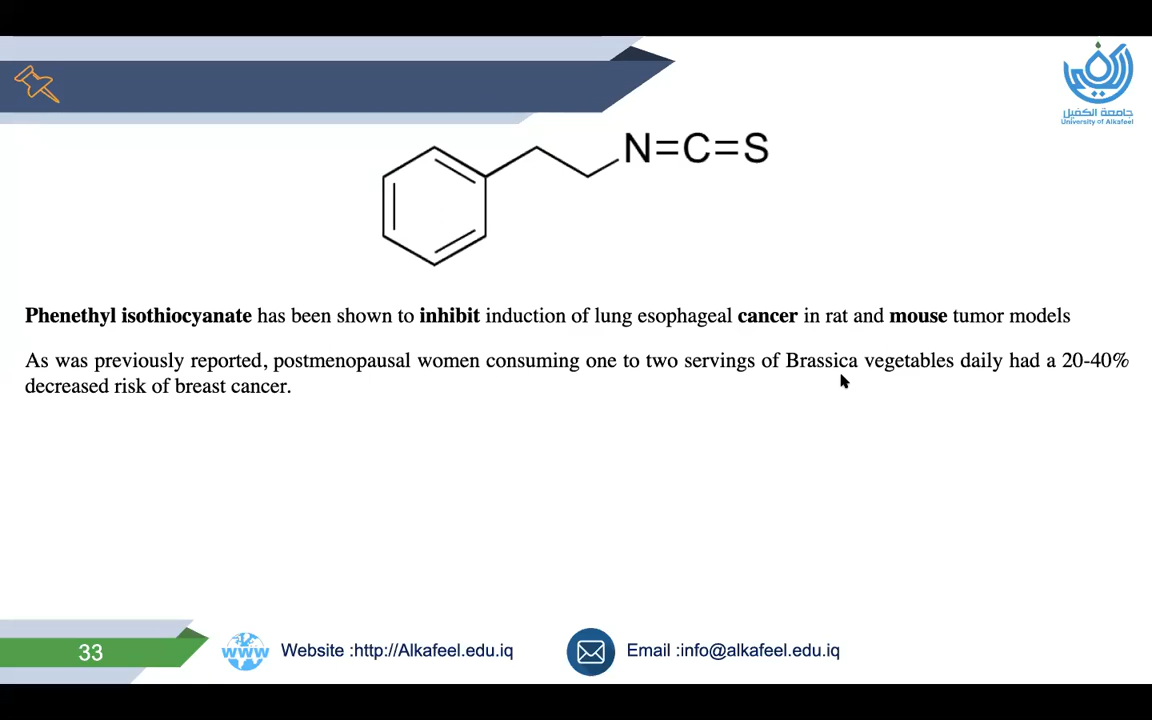 جامعة الكفيل
University of Alkafeel
N=C=S
Phenethyl isothiocyanate has been shown to inhibit induction of lung esophageal cancer in rat and mouse tumor models
As was previously reported, postmenopausal women consuming one to two servings of Brassica vegetables daily had a 20-40%
decreased risk of breast cancer.
33
www
Website :http://Alkafeel.edu.iq
Email :info@alkafeel.edu.iq